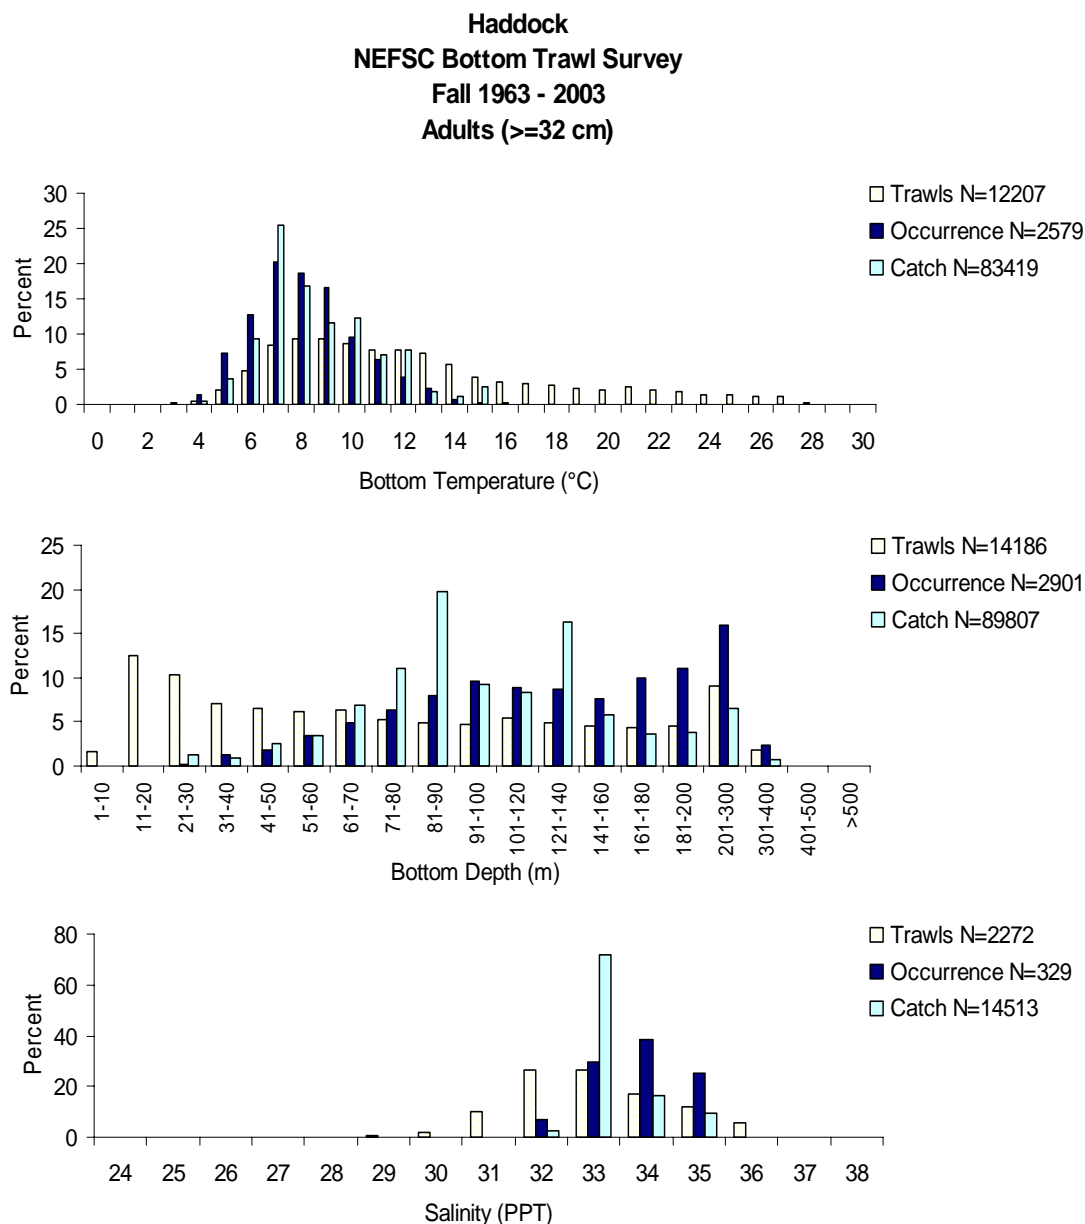 Haddock
NEFSC Bottom Trawl Survey
Fall 1963 - 2003
Adults (>=32 cm)
30
25
20
15
10
5
0
Percent
0 2 4 6 8 10 12 14 16 18 20 22 24 26 28 30
Bottom Temperature (°C)
Trawls N=12207
Occurrence N=2579
Catch N=83419
25
20
15
10
5
0
Percent
1-10 11-20 21-30 31-40 41-50 51-60 61-70 71-80 81-90 91-100 101-120 121-140 141-160 161-180 181-200 201-300 301-400 401-500 >500
Bottom Depth (m)
Trawls N=14186
Occurrence N=2901
Catch N=89807
80
60
40
20
0
Percent
24 25 26 27 28 29 30 31 32 33 34 35 36 37 38
Salinity (PPT)
Trawls N=2272
Occurrence N=329
Catch N=14513